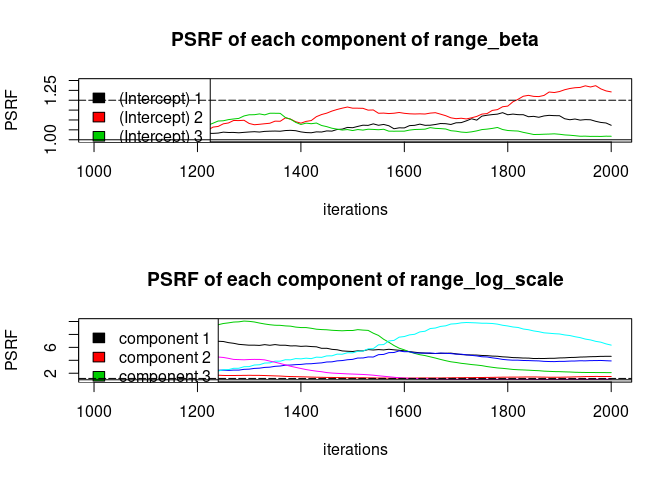 PSRF of each component of range_beta
PSRF
1.00 1.25
(Intercept) 1
(Intercept) 2
(Intercept) 3
1000 1200 1400 1600 1800 2000
iterations
PSRF of each component of range_log_scale
PSRF
2 6
component 1
component 2
component 3
1000 1200 1400 1600 1800 2000
iterations